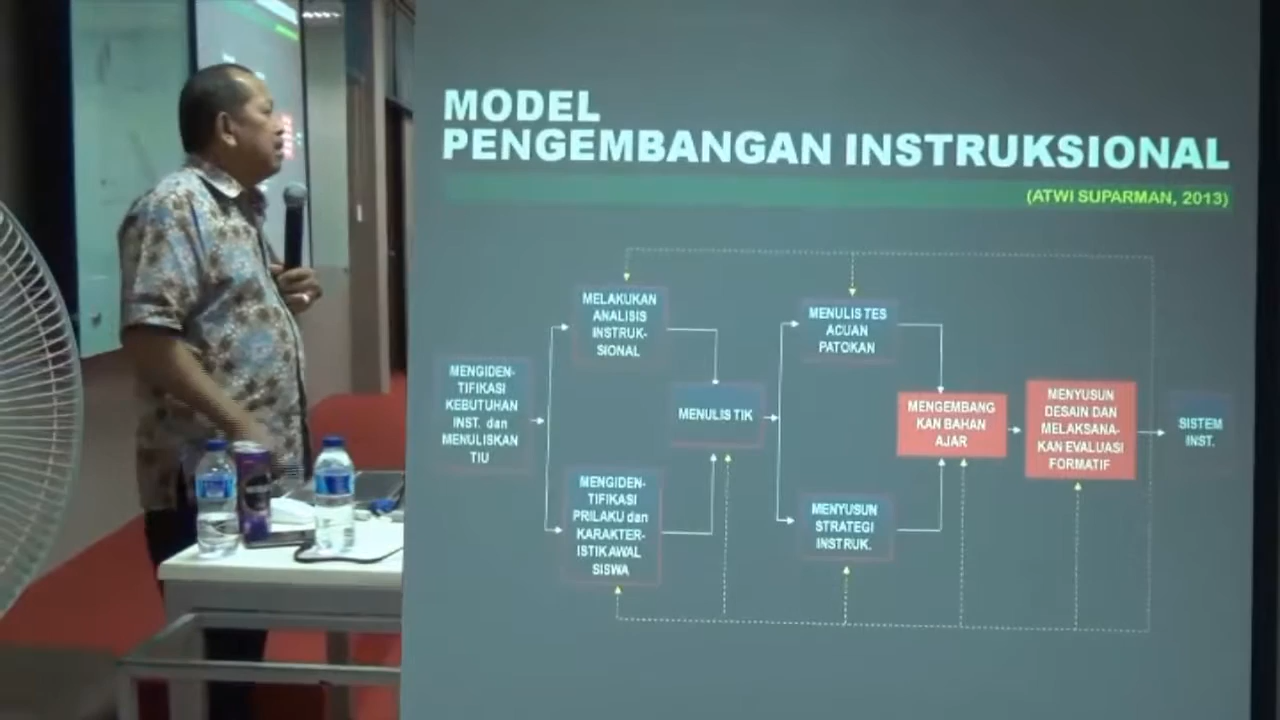 MODEL
PENGEMBANGAN INSTRUKSIONAL
(ATWI SUPARMAN, 2013)
MENGIDEN-
TIFIKASI
KEBUTUHAN
INST. dan
MENULISKAN
TIU
MELAKUKAN
ANALISIS
INSTRUK-
SIONAL
MENGIDEN-
TIFIKASI
PRILAKU dan
KARAKTER-
ISTIK AWAL
SISWA
MENULIS TIK
MENULIS TES
ACUAN
PATOKAN
MENYUSUN
STRATEGI
INSTRUK.
MENGEMBANG
KAN BAHAN
AJAR
MENYUSUN
DESAIN DAN
MELAKSANA-
KAN EVALUASI
FORMATIF
SISTEM
INST.